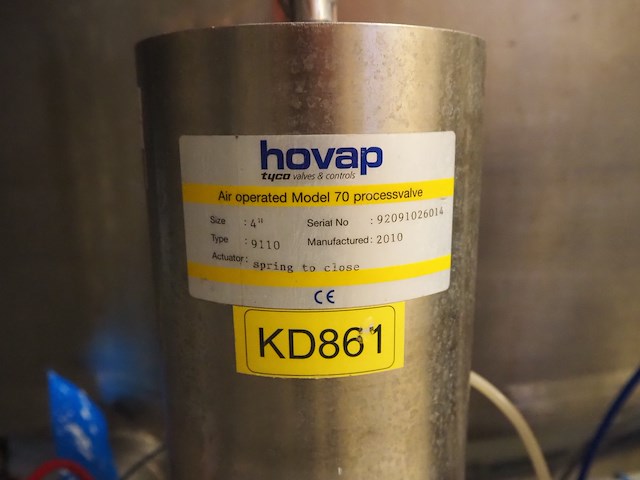 hovap
tyco valves & controls
Air operated Model 70 processvalve
Size : 4" Serial No : 92091026014
Type : 9110 Manufactured : 2010
Actuator : spring to close
CE
KD861